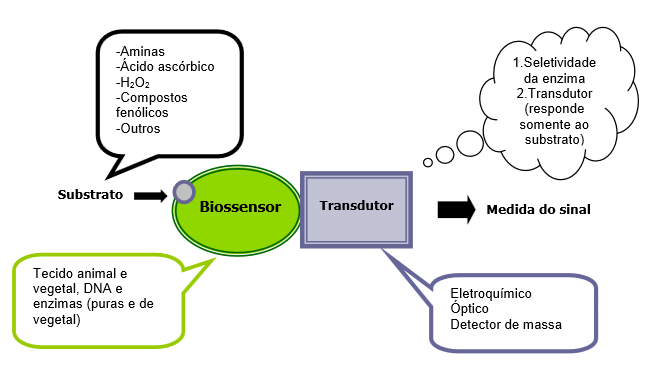 -Aminas
-Ácido ascórbico
-H₂O₂
-Compostos
fenólicos
-Outros
1.Seletividade
da enzima
2.Transdutor
(responde
somente ao
substrato)
Substrato
Biossensor
Transdutor
Medida do sinal
Tecido animal e
vegetal, DNA e
enzimas (puras e de
vegetal)
Eletroquímico
Óptico
Detector de massa